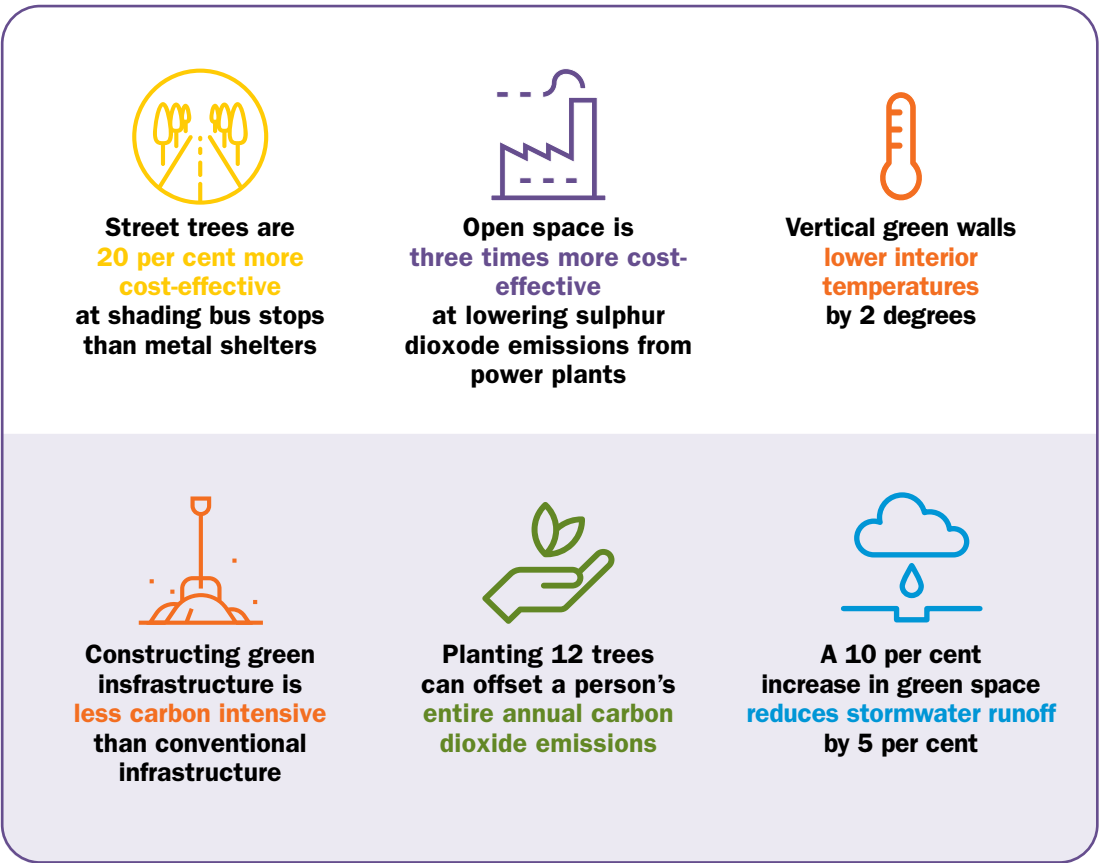 Street trees are
20 per cent more
cost-effective
at shading bus stops
than metal shelters
Open space is
three times more cost-
effective
at lowering sulphur
dioxode emissions from
power plants
Vertical green walls
lower interior
temperatures
by 2 degrees
Constructing green
insfrastructure is
less carbon intensive
than conventional
infrastructure
Planting 12 trees
can offset a person’s
entire annual carbon
dioxide emissions
A 10 per cent
increase in green space
reduces stormwater runoff
by 5 per cent